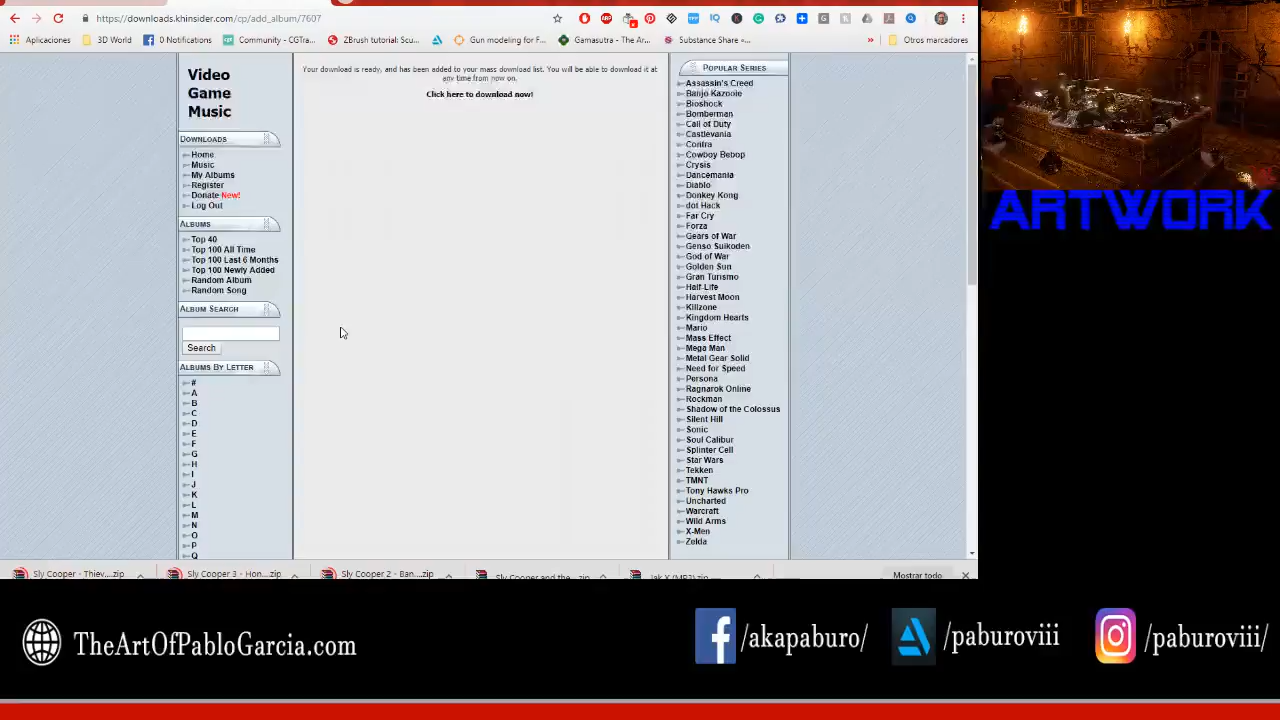 https://downloads.khinsider.com/cp/add_album/7607
Aplicaciones
3D World
0 Notifications
Community - CGTra...
ZBrush tutorial: Scu...
Gun modeling for F...
Gamasutra - The Ar...
Substance Share -...
»
Otros marcadores
Video
Game
Music
Downloads
Home
Music
My Albums
Register
Donate New!
Log Out
Albums
Top 40
Top 100 All Time
Top 100 Last 6 Months
Top 100 Newly Added
Random Album
Random Song
Album Search
Search
Albums By Letter
#
A
B
C
D
E
F
G
H
I
J
K
L
M
N
O
P
Q
Your download is ready, and has been added to your mass download list. You will be able to download it at
any time from now on.
Click here to download now!
Popular Series
Assassin's Creed
Banjo Kazooie
Bioshock
Bomberman
Call of Duty
Castlevania
Contra
Cowboy Bebop
Crysis
Dancemania
Diablo
Donkey Kong
dot Hack
Far Cry
Forza
Gears of War
Genso Suikoden
God of War
Golden Sun
Gran Turismo
Half-Life
Harvest Moon
Killzone
Kingdom Hearts
Mario
Mass Effect
Mega Man
Metal Gear Solid
Need for Speed
Persona
Ragnarok Online
Rockman
Shadow of the Colossus
Silent Hill
Sonic
Soul Calibur
Splinter Cell
Star Wars
Tekken
TMNT
Tony Hawks Pro
Uncharted
Warcraft
Wild Arms
X-Men
Zelda
Sly Cooper - Thiev....zip
Sly Cooper 3 - Hon....zip
Sly Cooper 2 - Ban....zip
Sly Cooper and the....zip
Jak X (MP3).zip
Mostrar todo
ARTWORK
TheArtOfPabloGarcia.com
/akapaburo/
/paburoviii
/paburoviii/